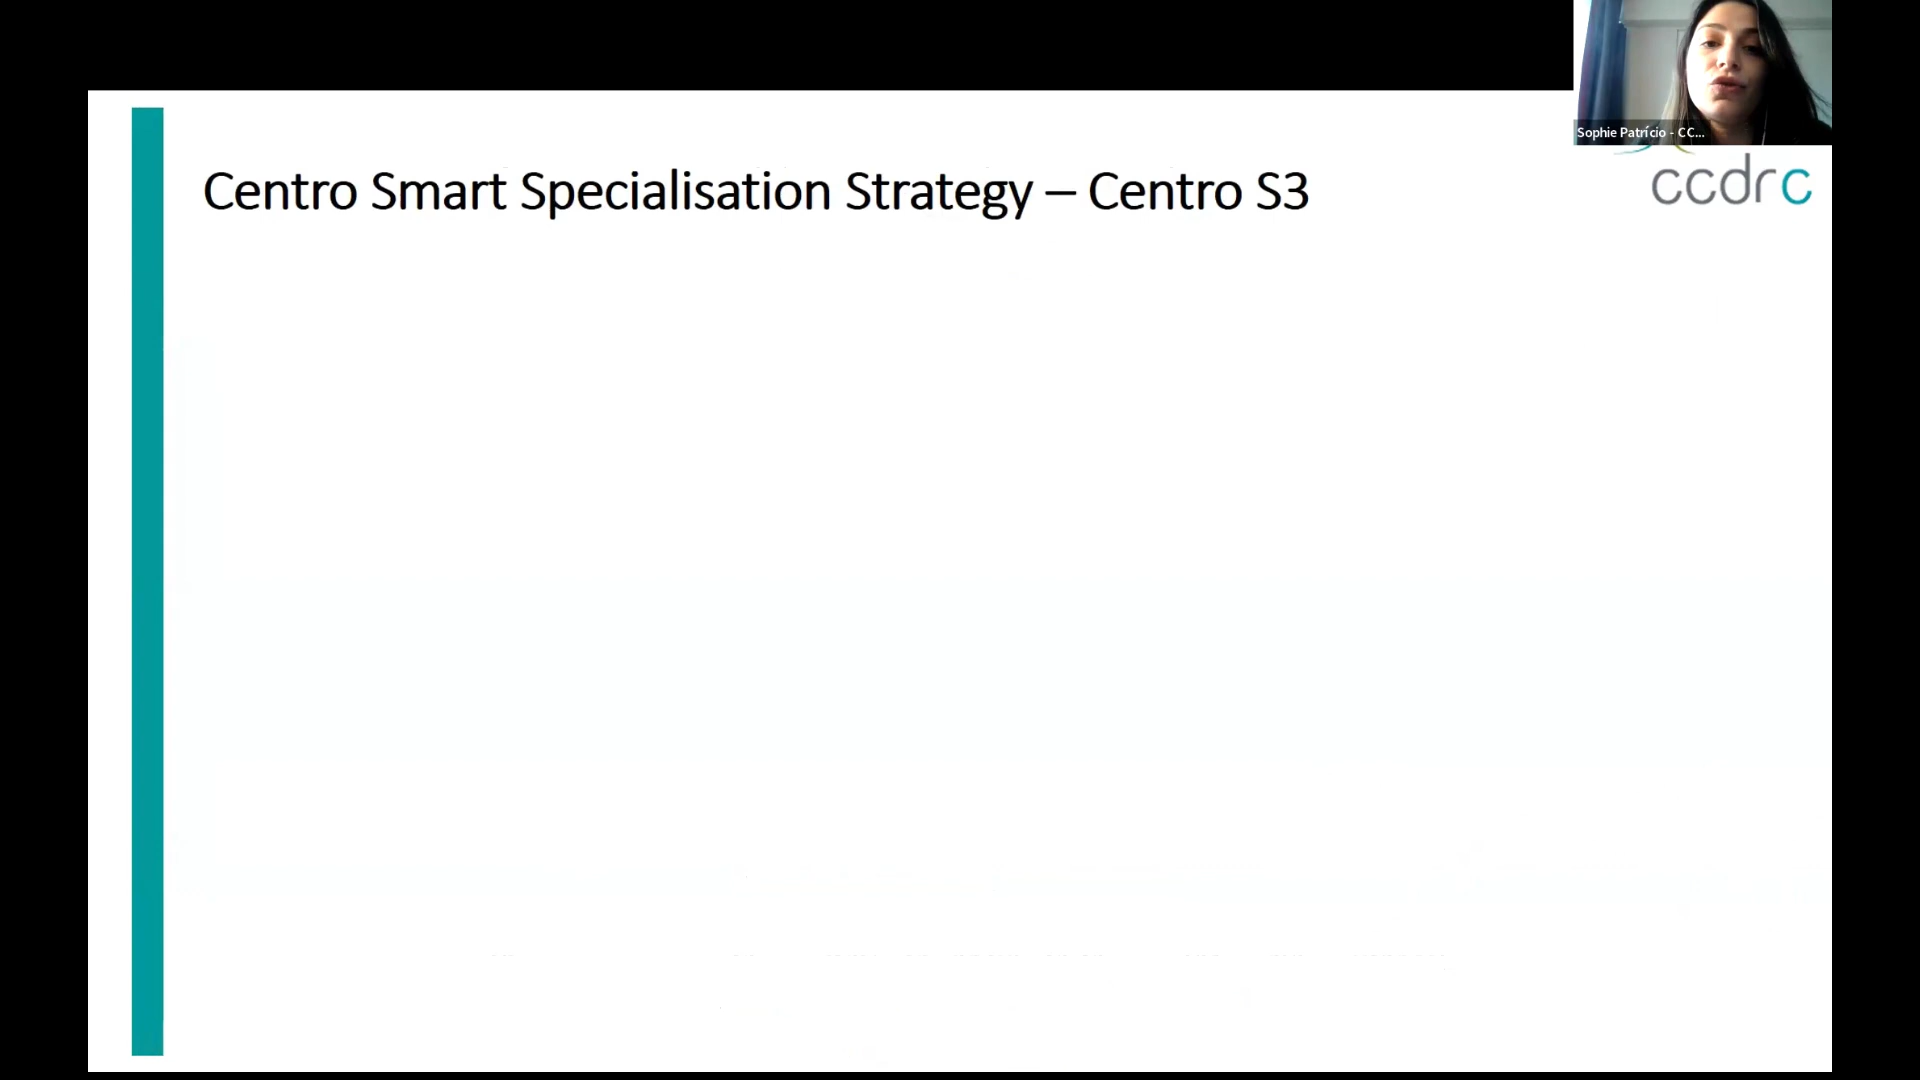 Sophie Patrício - CC...
Centro Smart Specialisation Strategy – Centro S3
ccdrc